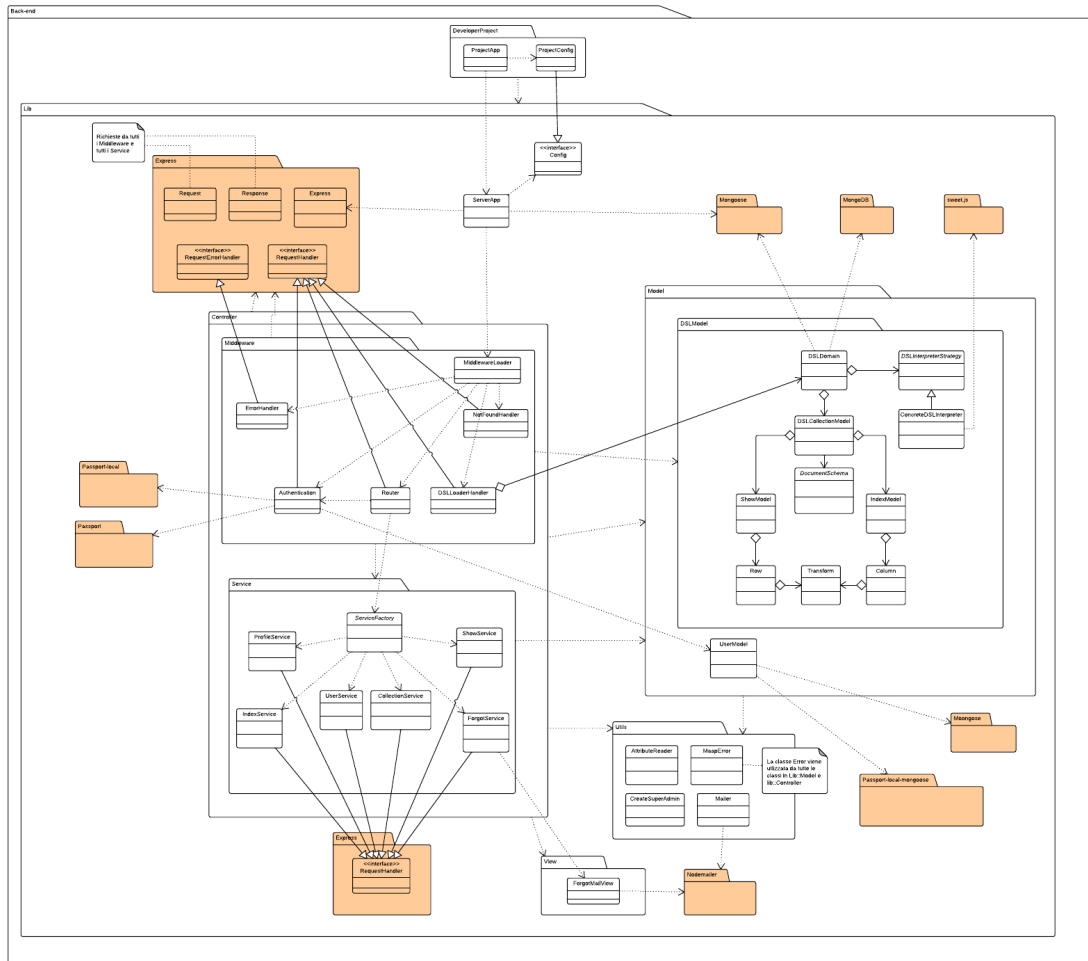 Back-end
DeveloperProject
ProjectApp
ProjectConfig
Lib
Richieste da tutti
i Middleware e
tutti i Service
Express
Request
Response
Express
<<interface>>
RequestErrorHandler
<<interface>>
RequestHandler
<<interface>>
Config
ServerApp
Mongoose
MongoDB
sweet.js
Controller
Middleware
MiddlewareLoader
ErrorHandler
NotFoundHandler
Authentication
Router
DSLLoaderHandler
Passport-local
Passport
Model
DSLModel
DSLDomain
DSLInterpreterStrategy
ConcreteDSLInterpreter
DSLCollectionModel
DocumentSchema
ShowModel
IndexModel
Row
Transform
Column
UserModel
Service
ServiceFactory
ProfileService
ShowService
UserService
CollectionService
IndexService
ForgotService
Utils
AttributeReader
MaapError
La classe Error viene
utilizzata da tutte le
classi in Lib::Model e
lib::Controller
CreateSuperAdmin
Mailer
Moongose
Passport-local-mongoose
Express
<<interface>>
RequestHandler
View
ForgotMailView
Nodemailer